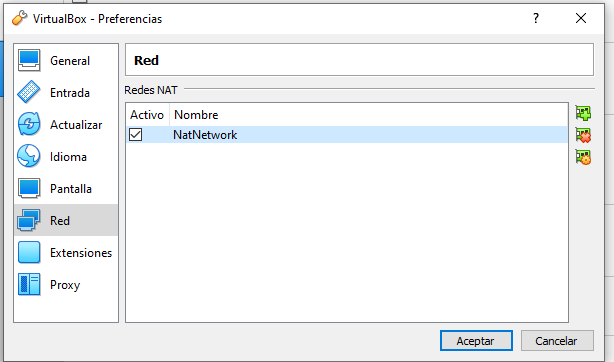 VirtualBox - Preferencias
?
General
Entrada
Actualizar
Idioma
Pantalla
Red
Extensiones
Proxy
Red
Redes NAT
Activo Nombre
NatNetwork
Aceptar Cancelar